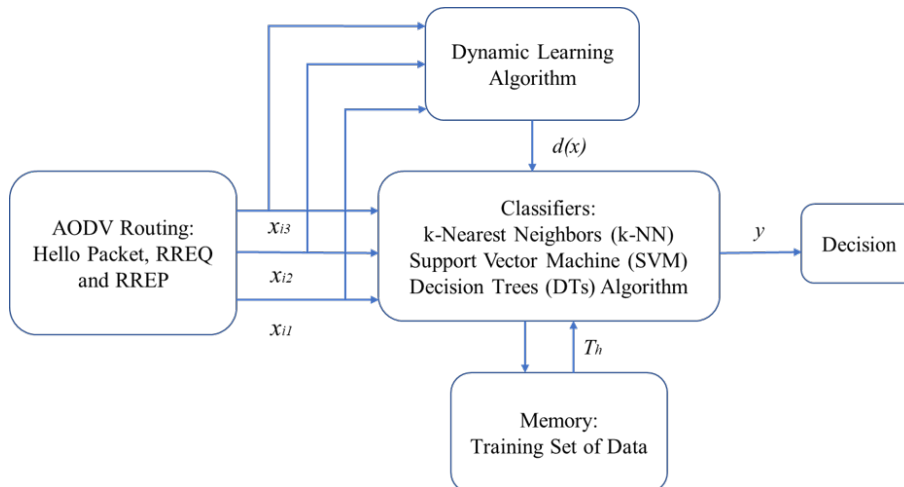 Dynamic Learning
Algorithm
d(x)
AODV Routing:
Hello Packet, RREQ
and RREP
xi3
xi2
xi1
Classifiers:
k-Nearest Neighbors (k-NN)
Support Vector Machine (SVM)
Decision Trees (DTs) Algorithm
y
Decision
Th
Memory:
Training Set of Data